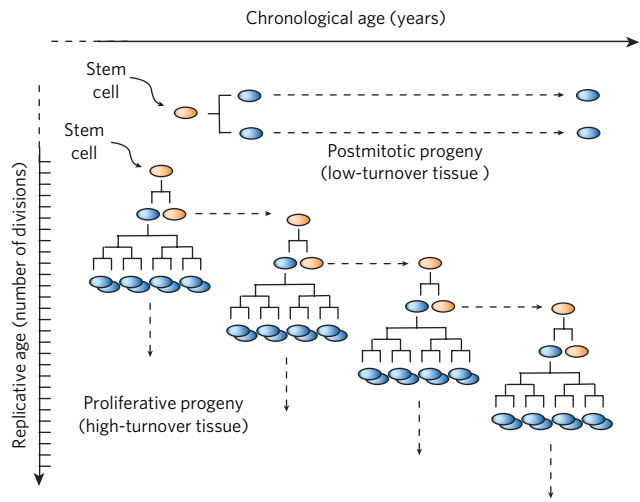 Chronological age (years)
Stem
cell
Stem
cell
Postmitotic progeny
(low-turnover tissue )
Replicative age (number of divisions)
Proliferative progeny
(high-turnover tissue)